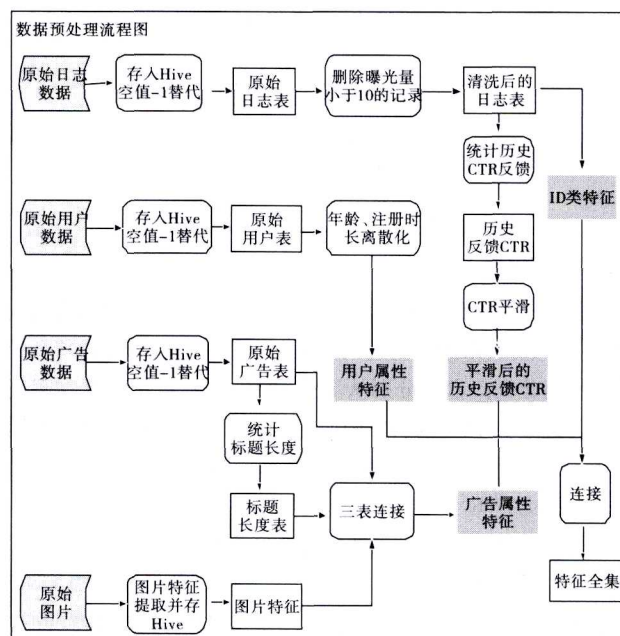 数据预处理流程图
原始日志
数据
存入Hive
空值-1替代
原始
日志表
删除曝光量
小于10的记录
清洗后的
日志表
统计历史
CTR反馈
ID类特征
原始用户
数据
存入Hive
空值-1替代
原始
用户表
年龄、注册时
长离散化
历史
反馈CTR
CTR平滑
原始广告
数据
存入Hive
空值-1替代
原始
广告表
用户属性
特征
平滑后的
历史反馈CTR
统计
标题长度
标题
长度表
三表连接
广告属性
特征
连接
原始
图片
图片特征
提取并存
Hive
图片特征
特征全集